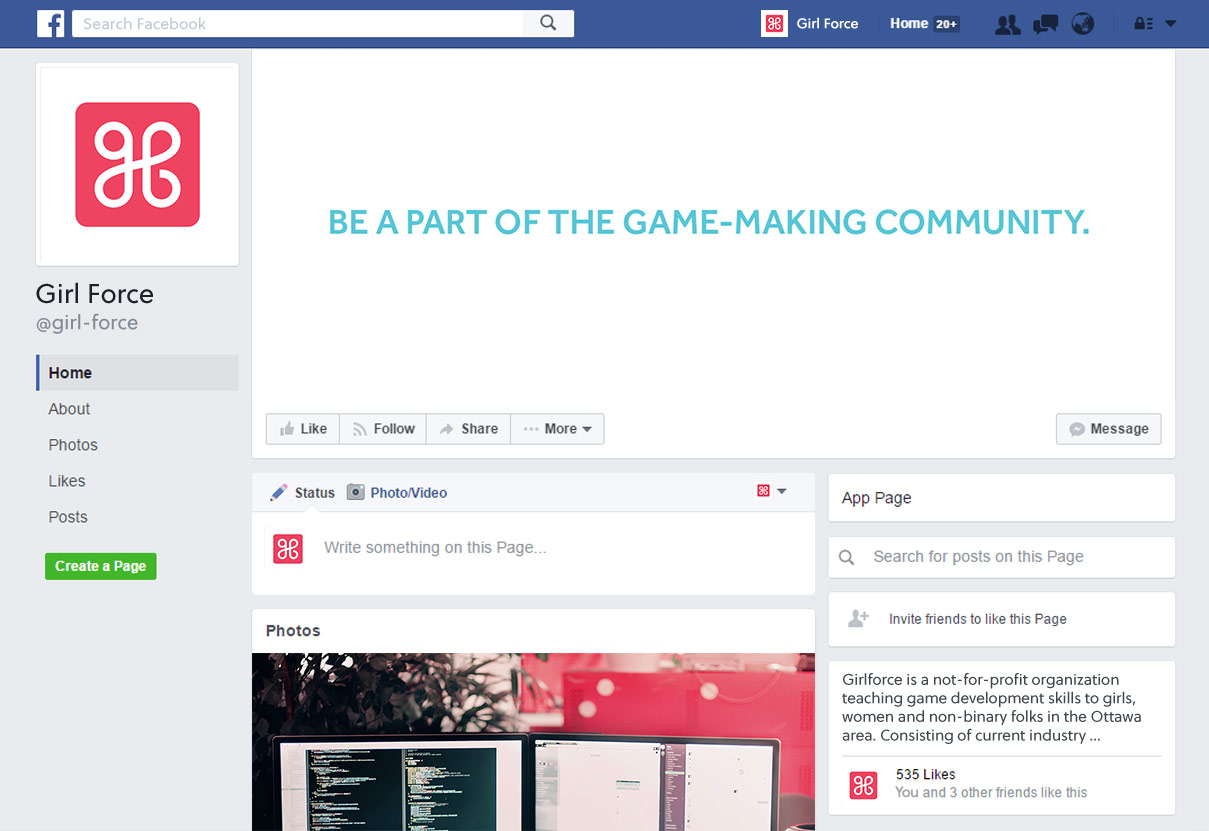 Search Facebook
Girl Force
Home 20+
BE A PART OF THE GAME-MAKING COMMUNITY.
Girl Force
@girl-force
Home
About
Photos
Likes
Posts
Create a Page
Like
Follow
Share
More
Message
Status
Photo/Video
Write something on this Page...
Photos
App Page
Search for posts on this Page
Invite friends to like this Page
Girlforce is a not-for-profit organization
teaching game development skills to girls,
women and non-binary folks in the Ottawa
area. Consisting of current industry ...
535 Likes
You and 3 other friends like this